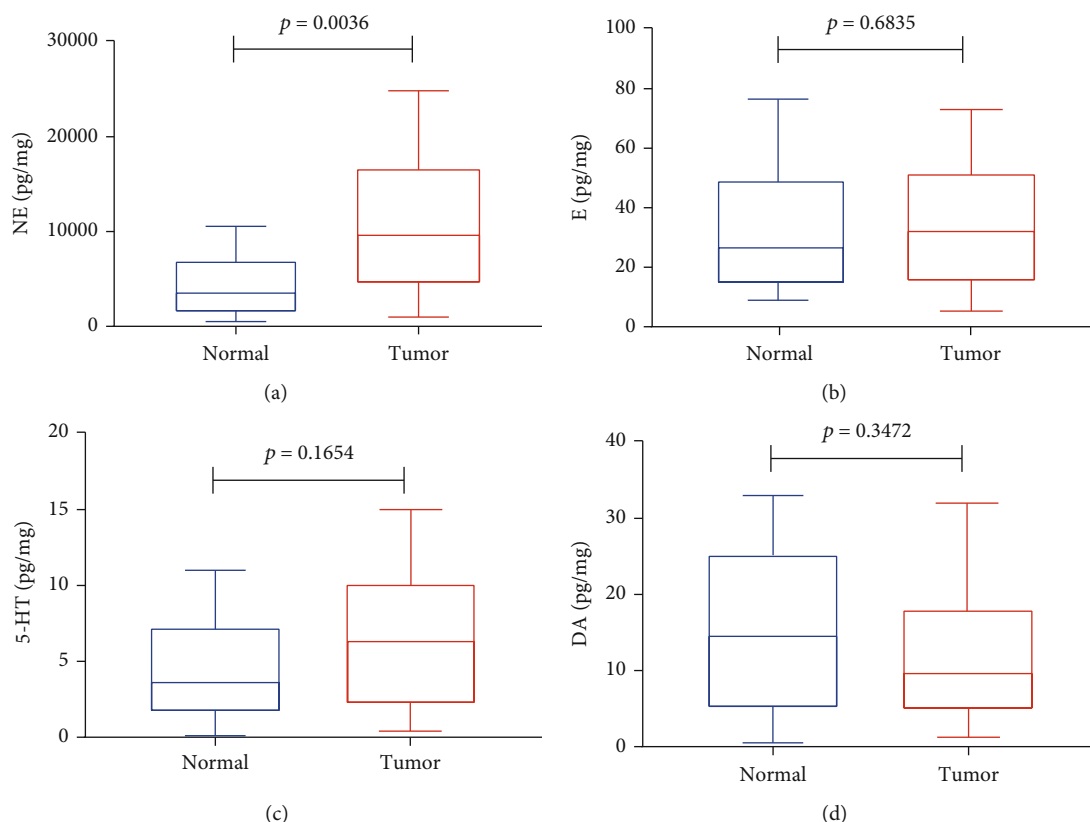 p = 0.0036
30000
20000
10000
0
NE (pg/mg)
Normal Tumor
(a)
p = 0.6835
100
80
60
40
20
0
E (pg/mg)
Normal Tumor
(b)
p = 0.1654
20
15
10
5
0
5-HT (pg/mg)
Normal Tumor
(c)
p = 0.3472
40
30
20
10
0
DA (pg/mg)
Normal Tumor
(d)